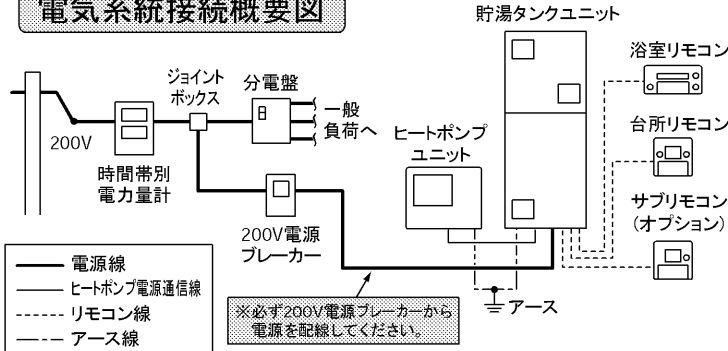 電気系統接続概要図
貯湯タンクユニット
浴室リモコン
ジョイント
ボックス
分電盤
一般
負荷へ
ヒートポンプ
ユニット
台所リモコン
200V
時間帯別
電力量計
サブリモコン
(オプション)
200V電源
ブレーカー
電源線
ヒートポンプ電源通信線
リモコン線
アース線
※必ず200V電源ブレーカーから
電源を配線してください。
アース